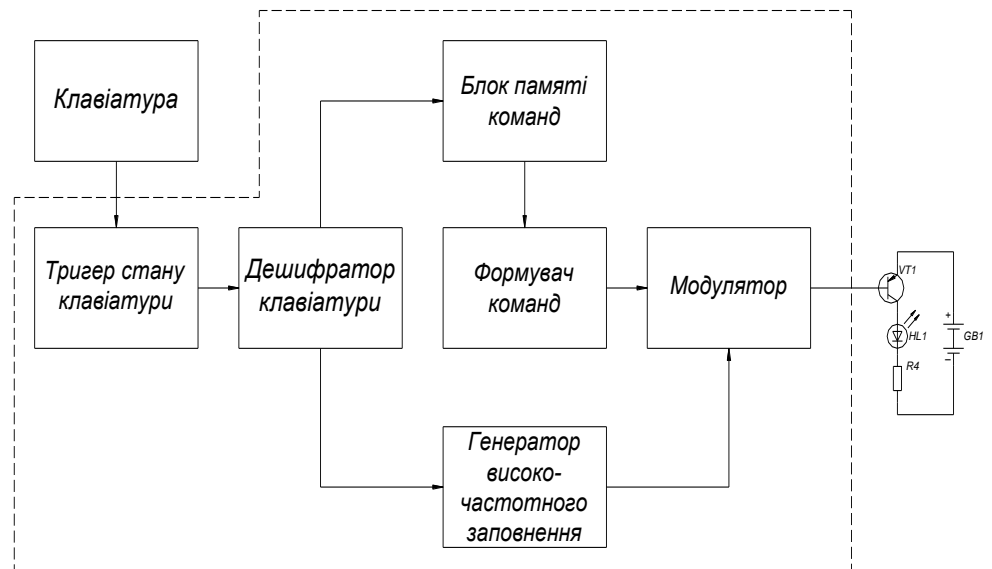 Клавіатура
Блок памяті
команд
Тригер стану
клавіатури
Дешифратор
клавіатури
Формувач
команд
Модулятор
VT1
HL1
+
GB1
−
R4
Генератор
високо-
частотного
заповнення